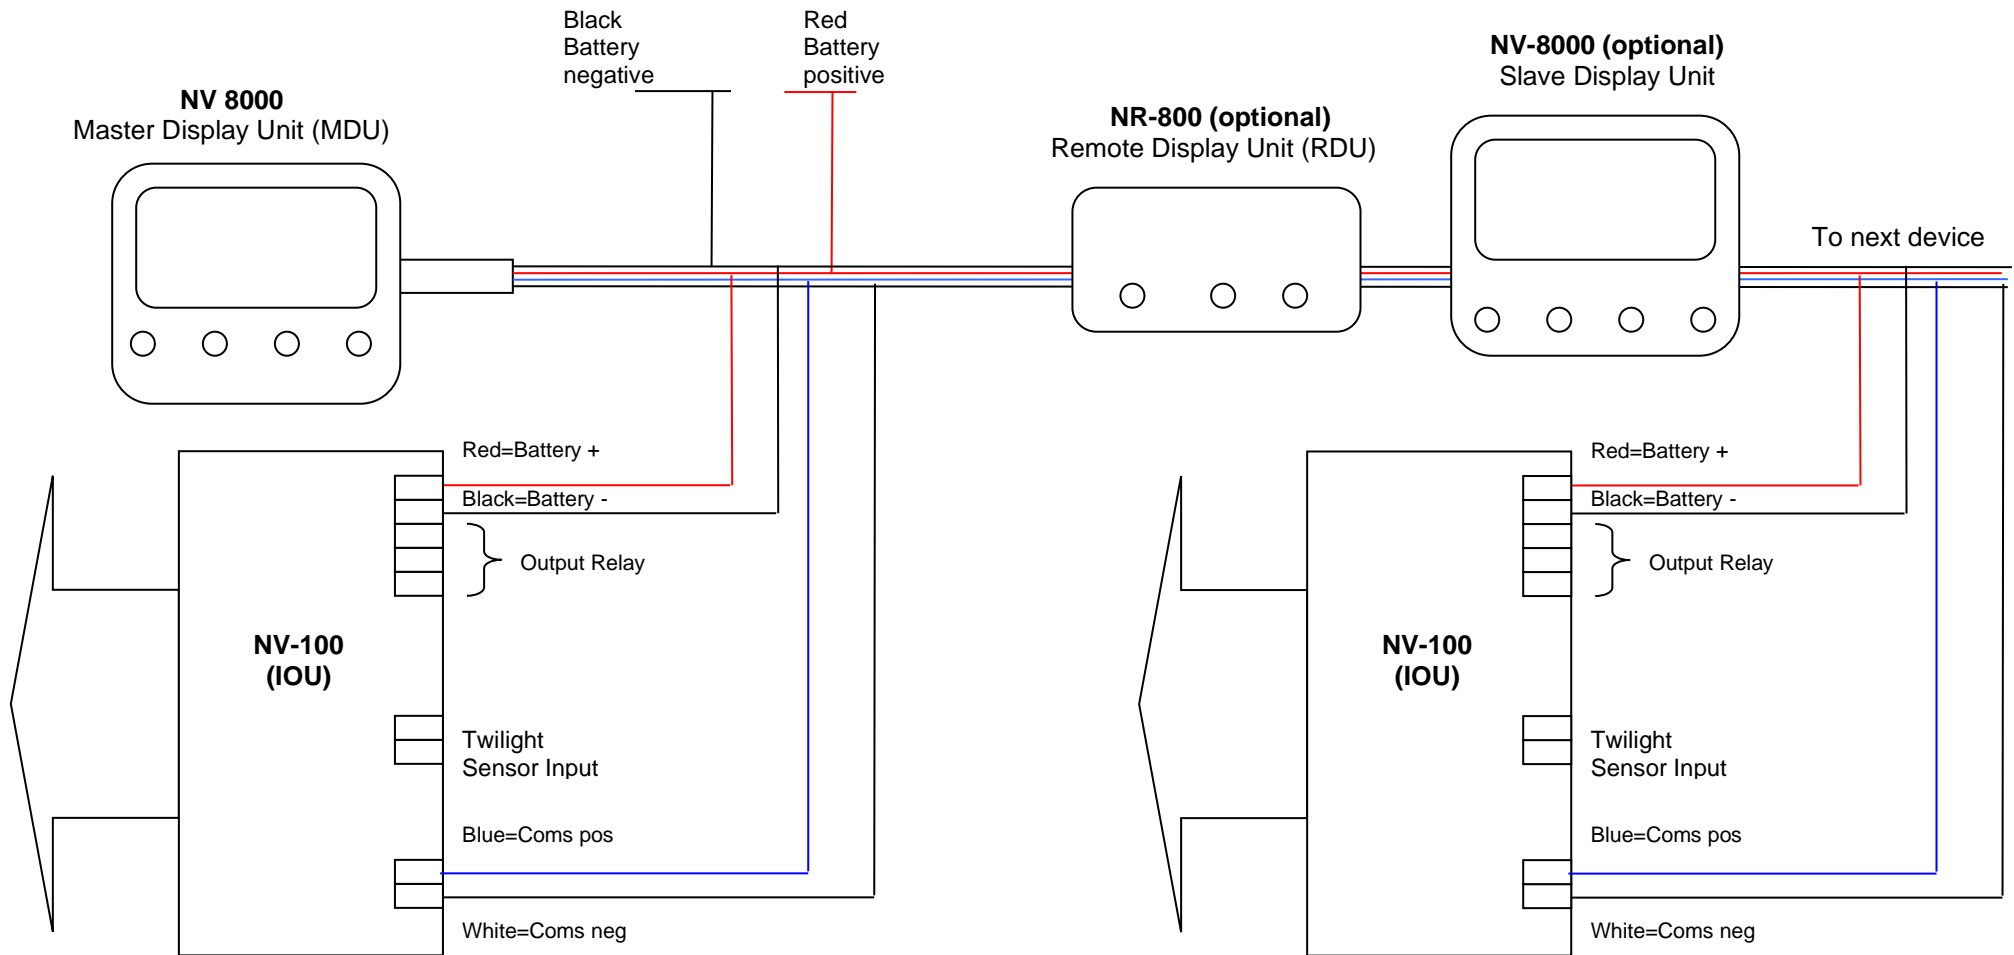 Black
Battery
negative
Red
Battery
positive
NV 8000
Master Display Unit (MDU)
NR-800 (optional)
Remote Display Unit (RDU)
NV-8000 (optional)
Slave Display Unit
To next device
Red=Battery +
Black=Battery -
Output Relay
NV-100
(IOU)
Twilight
Sensor Input
Blue=Coms pos
White=Coms neg
Red=Battery +
Black=Battery -
Output Relay
NV-100
(IOU)
Twilight
Sensor Input
Blue=Coms pos
White=Coms neg